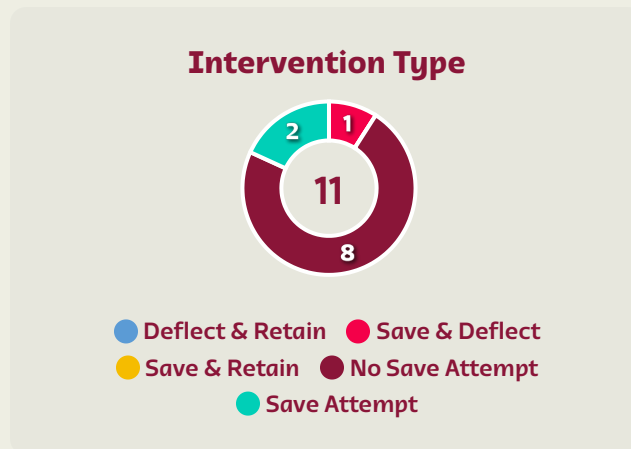 Intervention Type
2
1
11
8
Deflect & Retain
Save & Deflect
Save & Retain
No Save Attempt
Save Attempt